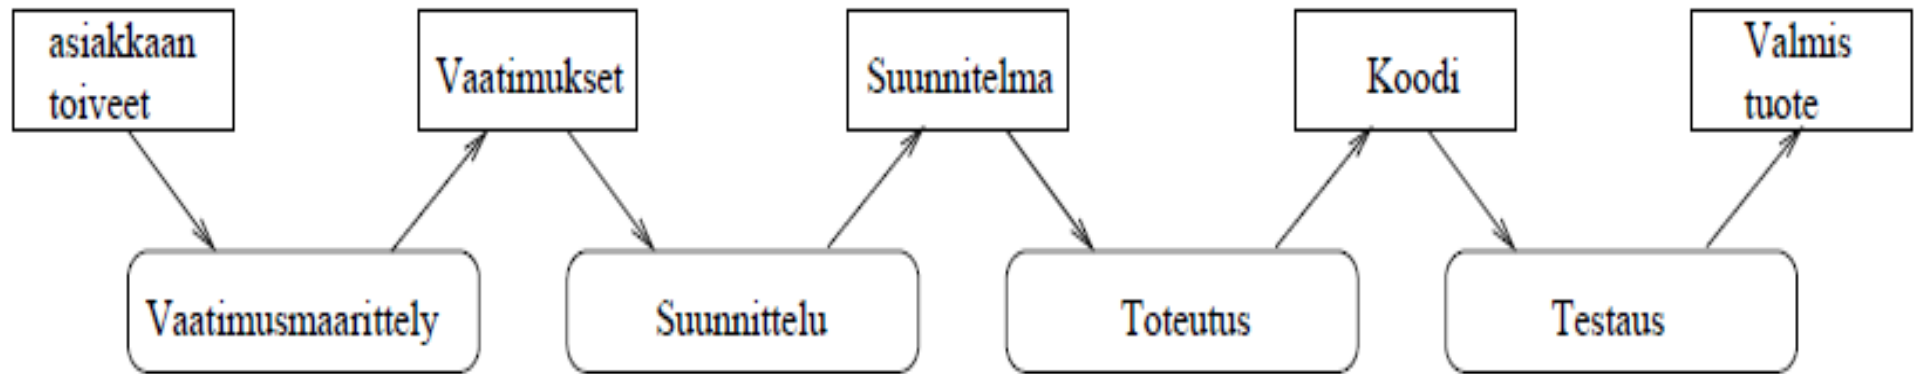 asiakkaan
toiveet
Vaatimukset
Suunnitelma
Koodi
Valmis
tuote
Vaatimusmaarittely
Suunnittelu
Toteutus
Testaus